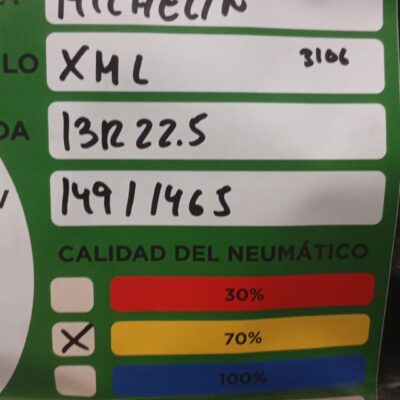 MICHELIN
LO XML 3106
DA 13R22.5
149/146J
CALIDAD DEL NEUMÁTICO
30%
X 70%
100%